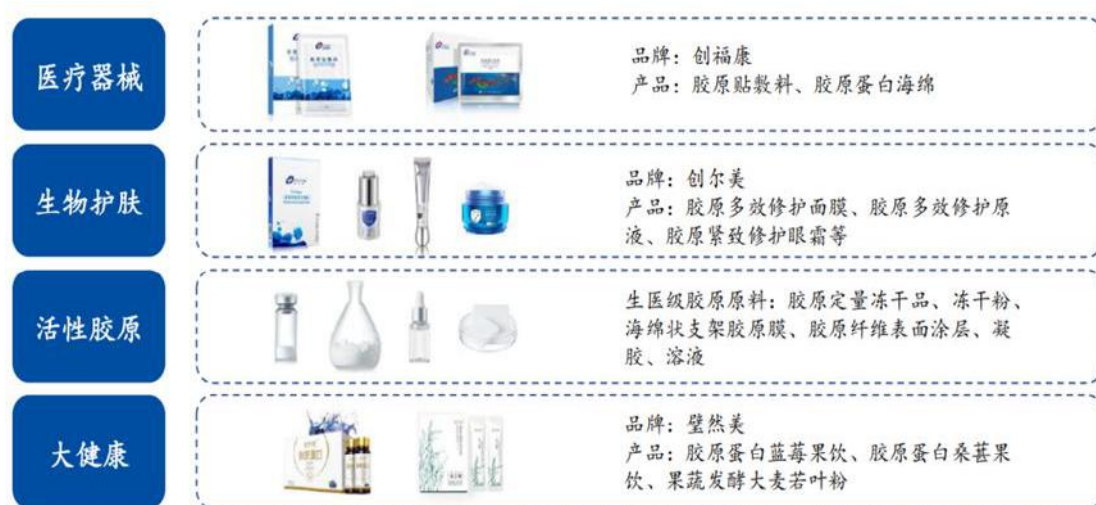 医疗器械
品牌：创福康
产品：胶原贴敷料、胶原蛋白海绵
生物护肤
品牌：创尔美
产品：胶原多效修护面膜、胶原多效修护原
液、胶原紧致修护眼霜等
活性胶原
生医级胶原原料：胶原定量冻干品、冻干粉、
海绵状支架胶原膜、胶原纤维表面涂层、凝
胶、溶液
大健康
品牌：壁然美
产品：胶原蛋白蓝莓果饮、胶原蛋白桑葚果
饮、果蔬发酵大麦若叶粉